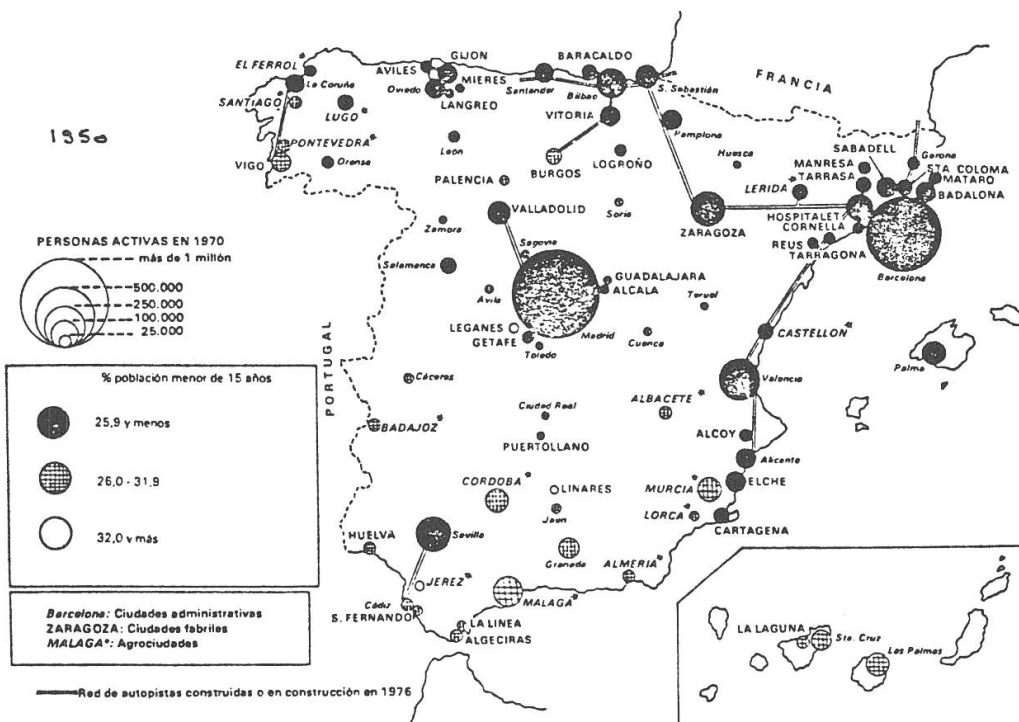 1950
EL FERROL*
La Coruña
SANTIAGO*
LUGO*
PONTEVEDRA*
VIGO
Orense
AVILES
GIJON
Oviedo
MIERES
LANGREO
León
Santander
BARACALDO
Bilbao
S. Sebastián
VITORIA
Pamplona
BURGOS
LOGROÑO
PALENCIA
Soria
VALLADOLID
Zamora
Segovia
Salamanca
Avila
FRANCIA
Huesca
LERIDA*
ZARAGOZA
MANRESA
TARRASA
SABADELL
Gerona
STA COLOMA
MATARO
BADALONA
HOSPITALET
CORNELLA
REUS
TARRAGONA
Barcelona
PERSONAS ACTIVAS EN 1970
más de 1 millón
500.000
250.000
100.000
25.000
GUADALAJARA
ALCALA
Madrid
LEGANES
GETAFE
Toledo
Teruel
Cuenca
CASTELLON*
Palma
PORTUGAL
Cáceres
BADAJOZ*
Ciudad Real
PUERTOLLANO
ALBACETE*
Valencia
ALCOY
Alicante
ELCHE
CORDOBA*
LINARES
Jaen
MURCIA*
LORCA*
CARTAGENA
HUELVA
Sevilla
Granada
ALMERIA*
JEREZ*
Cádiz
S. FERNANDO
MALAGA*
LA LINEA
ALGECIRAS
LA LAGUNA
Sta. Cruz
Las Palmas
% población menor de 15 años
25,9 y menos
26,0 - 31,9
32,0 y más
Barcelona: Ciudades administrativas
ZARAGOZA: Ciudades fabriles
MALAGA*: Agrociudades
Red de autopistas construidas o en construcción en 1976